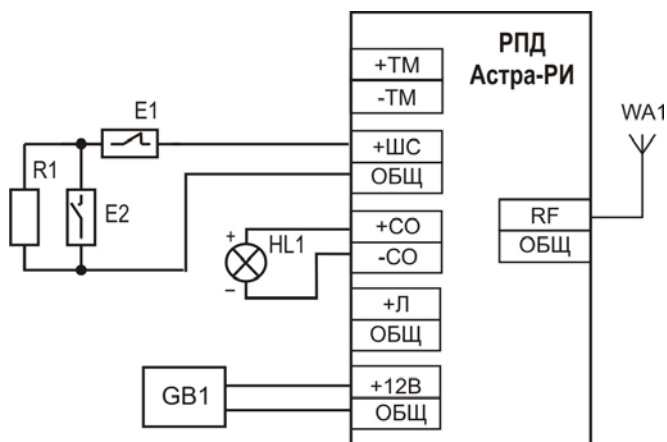 РПД
Астра-РИ
+ТМ
-ТМ
WA1
E1
+ШС
ОБЩ
R1
E2
RF
ОБЩ
+СО
-СО
+
HL1
–
+Л
ОБЩ
GB1
+12В
ОБЩ